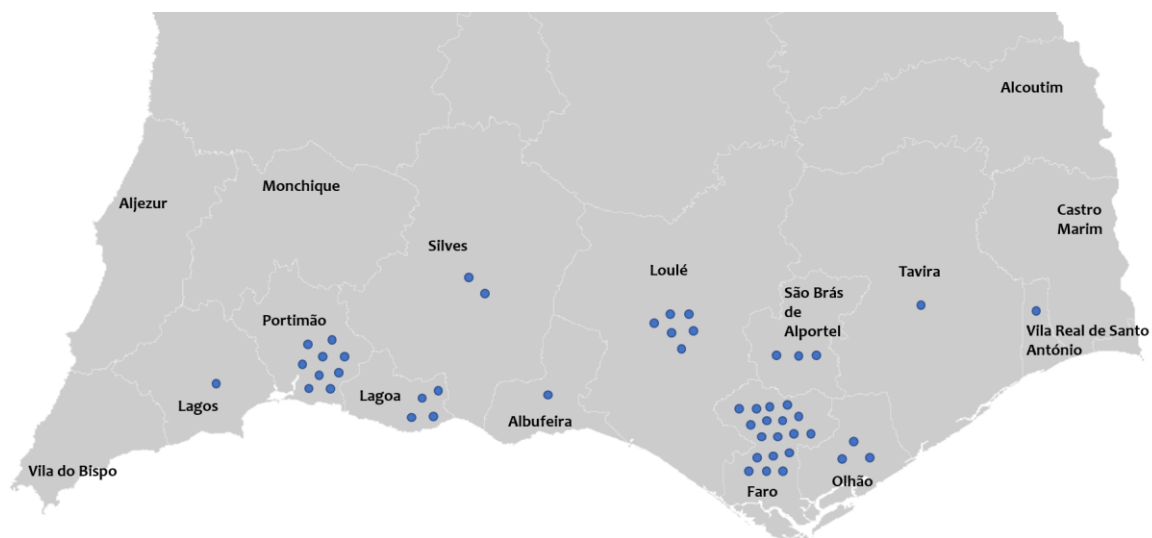 Alcoutim
Monchique
Aljezur
Castro
Marim
Silves
Loulé
Tavira
São Brás
de
Alportel
Portimão
Vila Real de Santo
António
Lagoa
Lagos
Albufeira
Vila do Bispo
Olhão
Faro